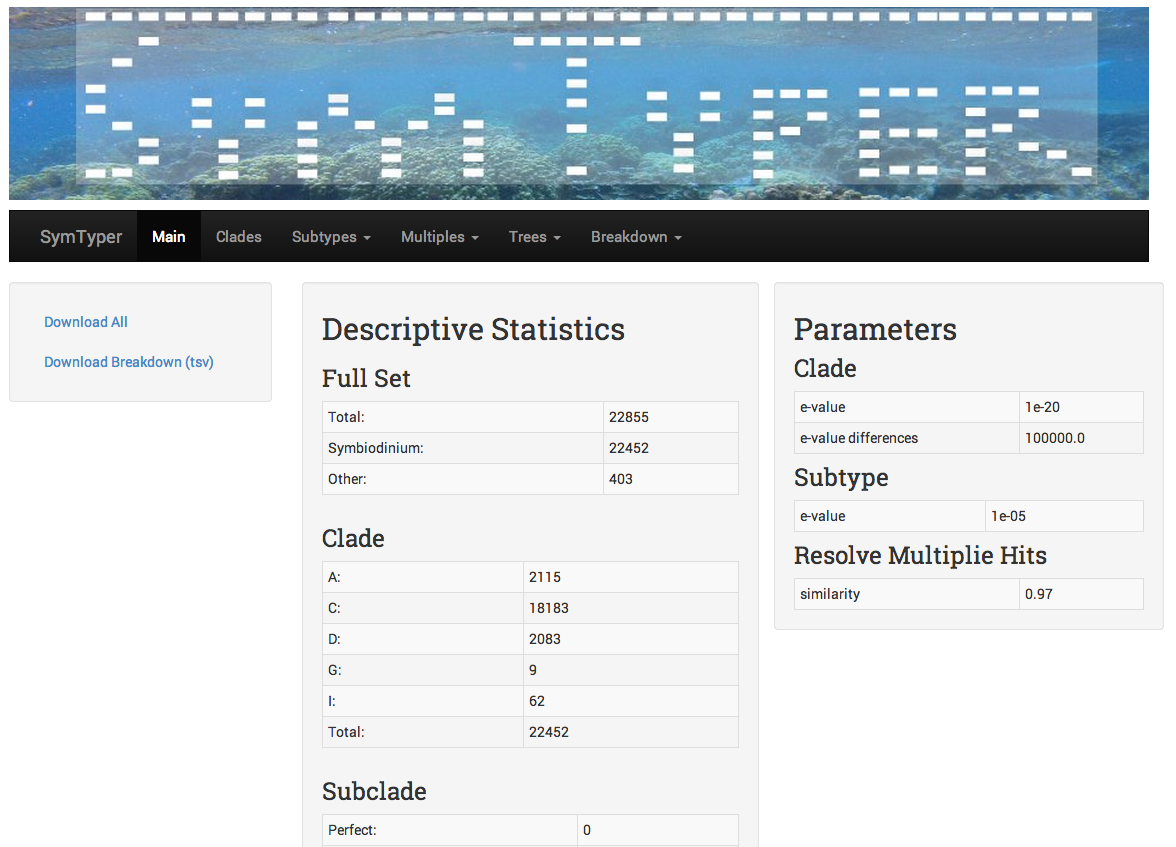 SymTyper
SymTyper Main Clades Subtypes Multiples Trees Breakdown
Download All
Download Breakdown (tsv)
Descriptive Statistics
Full Set
Total: 22855
Symbiodinium: 22452
Other: 403
Clade
A: 2115
C: 18183
D: 2083
G: 9
I: 62
Total: 22452
Subclade
Perfect: 0
Parameters
Clade
e-value 1e-20
e-value differences 100000.0
Subtype
e-value 1e-05
Resolve Multiplie Hits
similarity 0.97